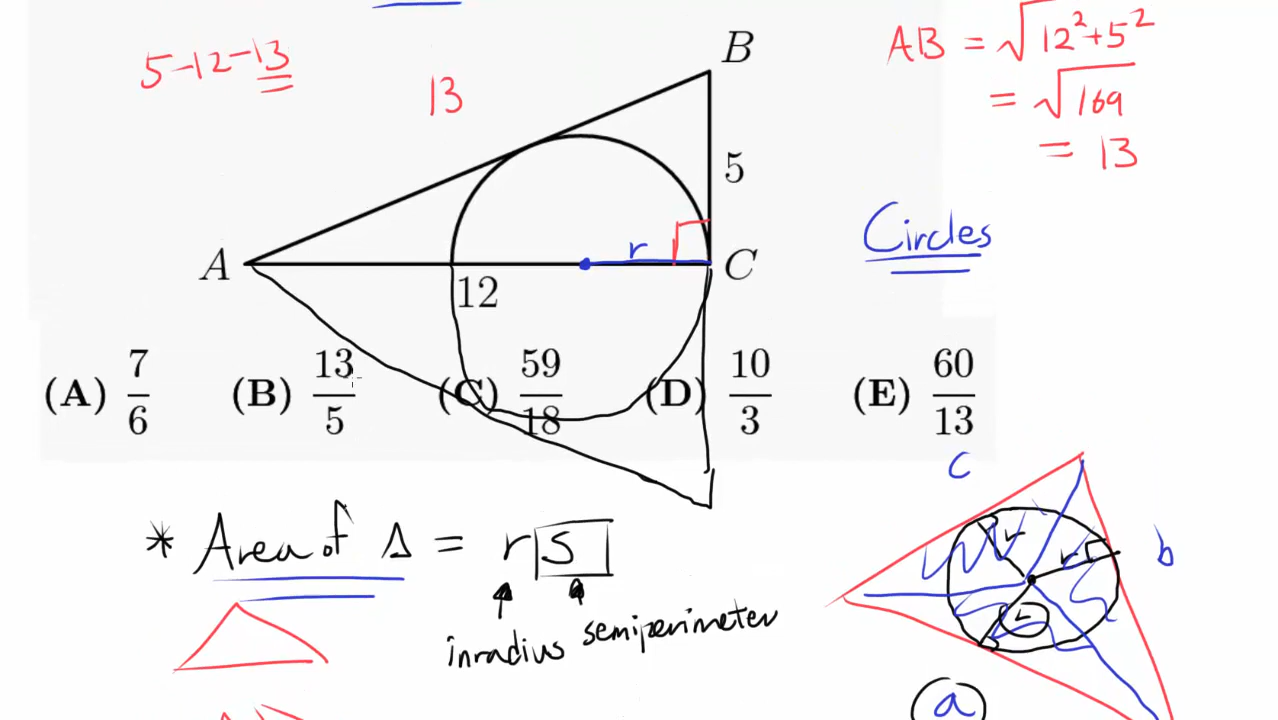 5-12-13
13
B
5
AB = √12²+5²
= √169
= 13
Circles
A
r
C
12
(A) 7/6 (B) 13/5 (C) 59/18 (D) 10/3 (E) 60/13
c
* Area of Δ = r s
r
r
b
r
inradius semiperimeter
a